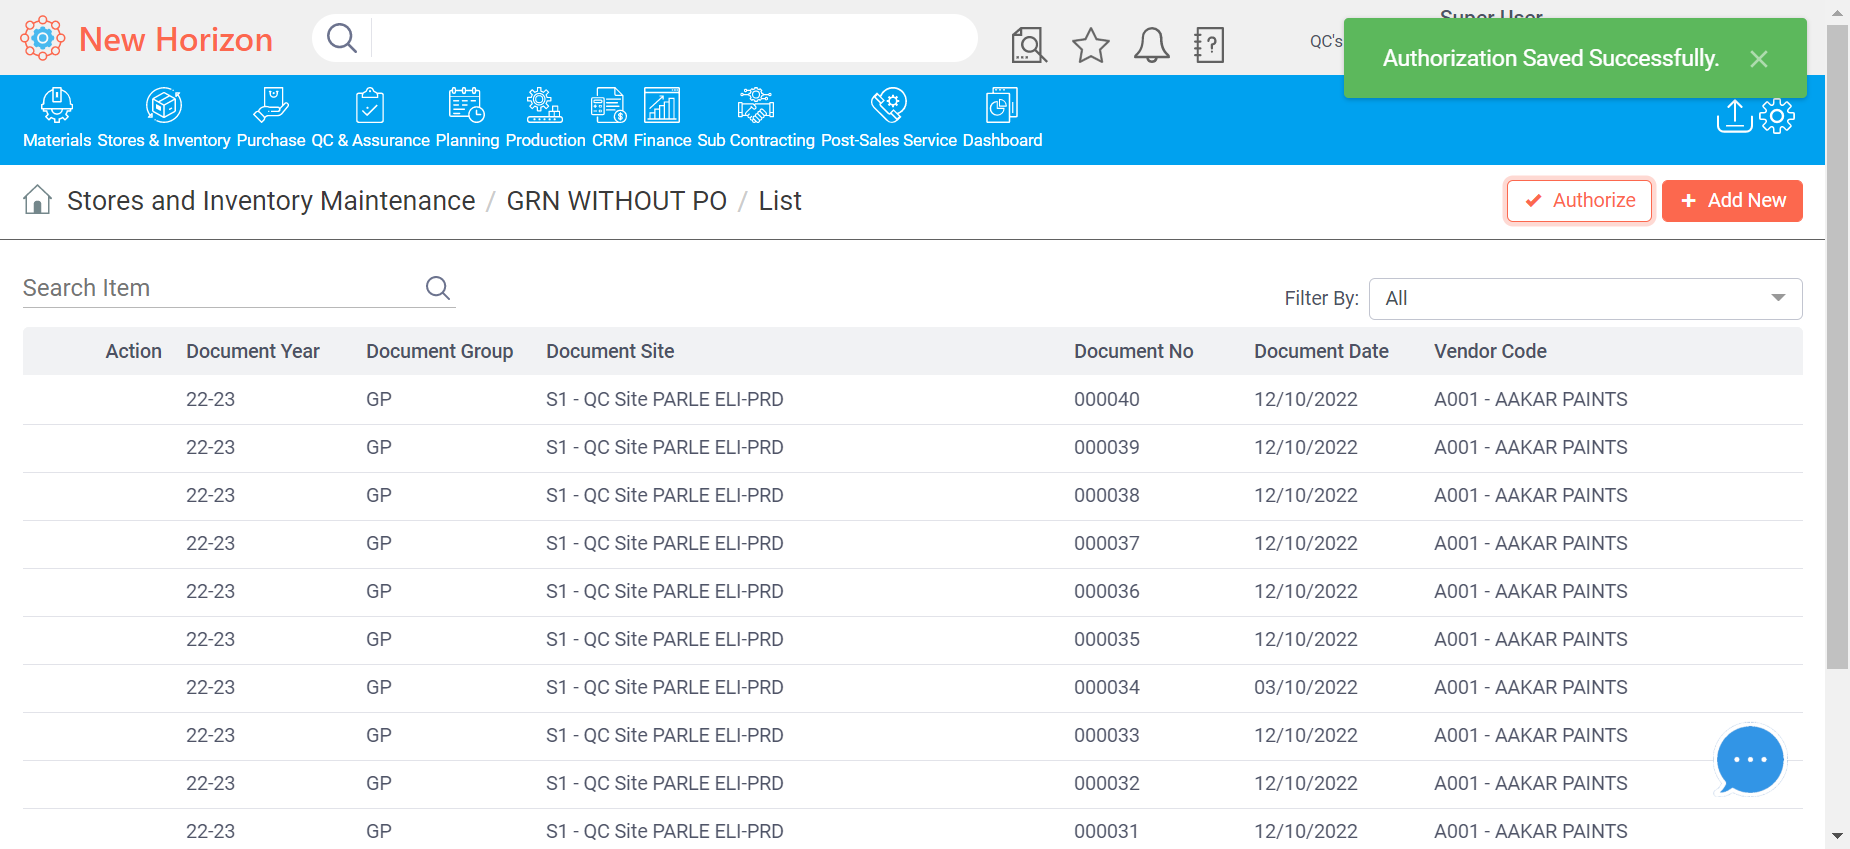 New Horizon
Super User
QC's
Authorization Saved Successfully.
Materials Stores & Inventory Purchase QC & Assurance Planning Production CRM Finance Sub Contracting Post-Sales Service Dashboard
Stores and Inventory Maintenance / GRN WITHOUT PO / List
Authorize
+ Add New
Search Item
Filter By: All
Action Document Year Document Group Document Site Document No Document Date Vendor Code
22-23 GP S1 - QC Site PARLE ELI-PRD 000040 12/10/2022 A001 - AAKAR PAINTS
22-23 GP S1 - QC Site PARLE ELI-PRD 000039 12/10/2022 A001 - AAKAR PAINTS
22-23 GP S1 - QC Site PARLE ELI-PRD 000038 12/10/2022 A001 - AAKAR PAINTS
22-23 GP S1 - QC Site PARLE ELI-PRD 000037 12/10/2022 A001 - AAKAR PAINTS
22-23 GP S1 - QC Site PARLE ELI-PRD 000036 12/10/2022 A001 - AAKAR PAINTS
22-23 GP S1 - QC Site PARLE ELI-PRD 000035 12/10/2022 A001 - AAKAR PAINTS
22-23 GP S1 - QC Site PARLE ELI-PRD 000034 03/10/2022 A001 - AAKAR PAINTS
22-23 GP S1 - QC Site PARLE ELI-PRD 000033 12/10/2022 A001 - AAKAR PAINTS
22-23 GP S1 - QC Site PARLE ELI-PRD 000032 12/10/2022 A001 - AAKAR PAINTS
22-23 GP S1 - QC Site PARLE ELI-PRD 000031 12/10/2022 A001 - AAKAR PAINTS